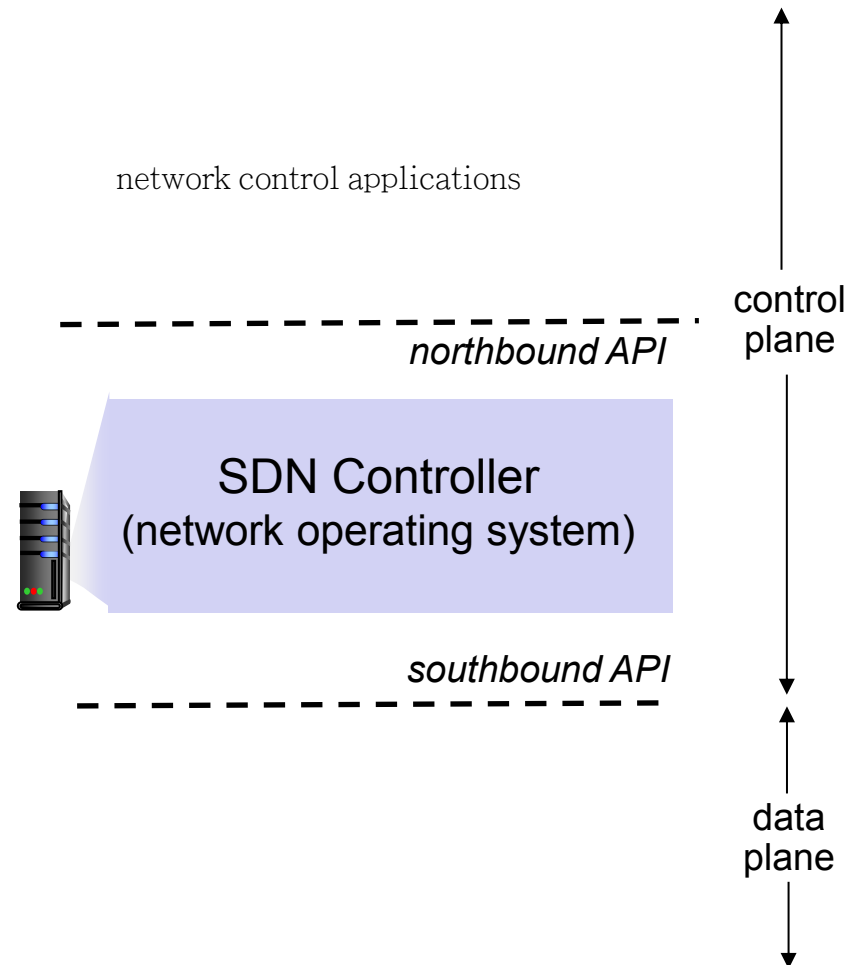 network control applications
control
plane
northbound API
SDN Controller
(network operating system)
southbound API
data
plane